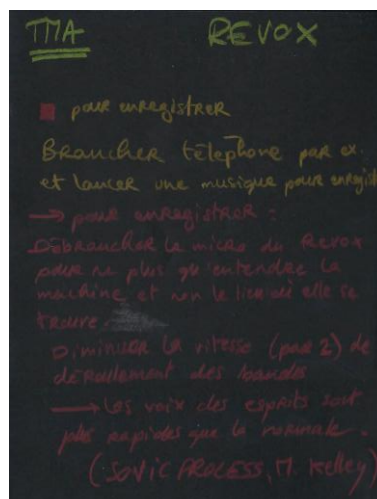 TMA REVOX
pour enregistrer
Brancher téléphone par ex.
et lancer une musique pour enregist
→ pour enregistrer :
Débrancher le micro du Revox
pour ne plus qu'entendre la
machine et non le lieu où elle se
trouve.
Diminuer la vitesse (par 2) de
déroulement des bandes
→ Les voix des esprits sont
plus rapides que la normale.
(SOVIC PROCESS, M. Kelley)